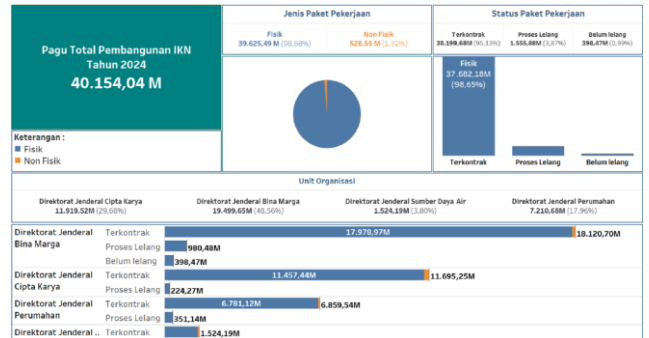 Pagu Total Pembangunan IKN
Tahun 2024
40.154,04 M
Keterangan :
Fisik
Non Fisik
Jenis Paket Pekerjaan
Fisik
39.625,49 M (98,68%)
Non Fisik
528,55 M (1,32%)
Status Paket Pekerjaan
Terkontrak
38.199,68M (95,13%)
Proses Lelang
1.555,88M (3,87%)
Belum lelang
398,47M (0,99%)
Fisik
37.682,18M
(98,65%)
Terkontrak
Proses Lelang
Belum lelang
Unit Organisasi
Direktorat Jenderal Cipta Karya
11.919,52M (29,68%)
Direktorat Jenderal Bina Marga
19.499,65M (48,56%)
Direktorat Jenderal Sumber Daya Air
1.524,19M (3,80%)
Direktorat Jenderal Perumahan
7.210,68M (17,96%)
Direktorat Jenderal
Bina Marga
Terkontrak 17.978,97M 18.120,70M
Proses Lelang 980,48M
Belum lelang 398,47M
Direktorat Jenderal
Cipta Karya
Terkontrak 11.457,44M 11.695,25M
Proses Lelang 224,27M
Direktorat Jenderal
Perumahan
Terkontrak 6.781,12M 6.859,54M
Proses Lelang 351,14M
Direktorat Jenderal .. Terkontrak 1.524,19M